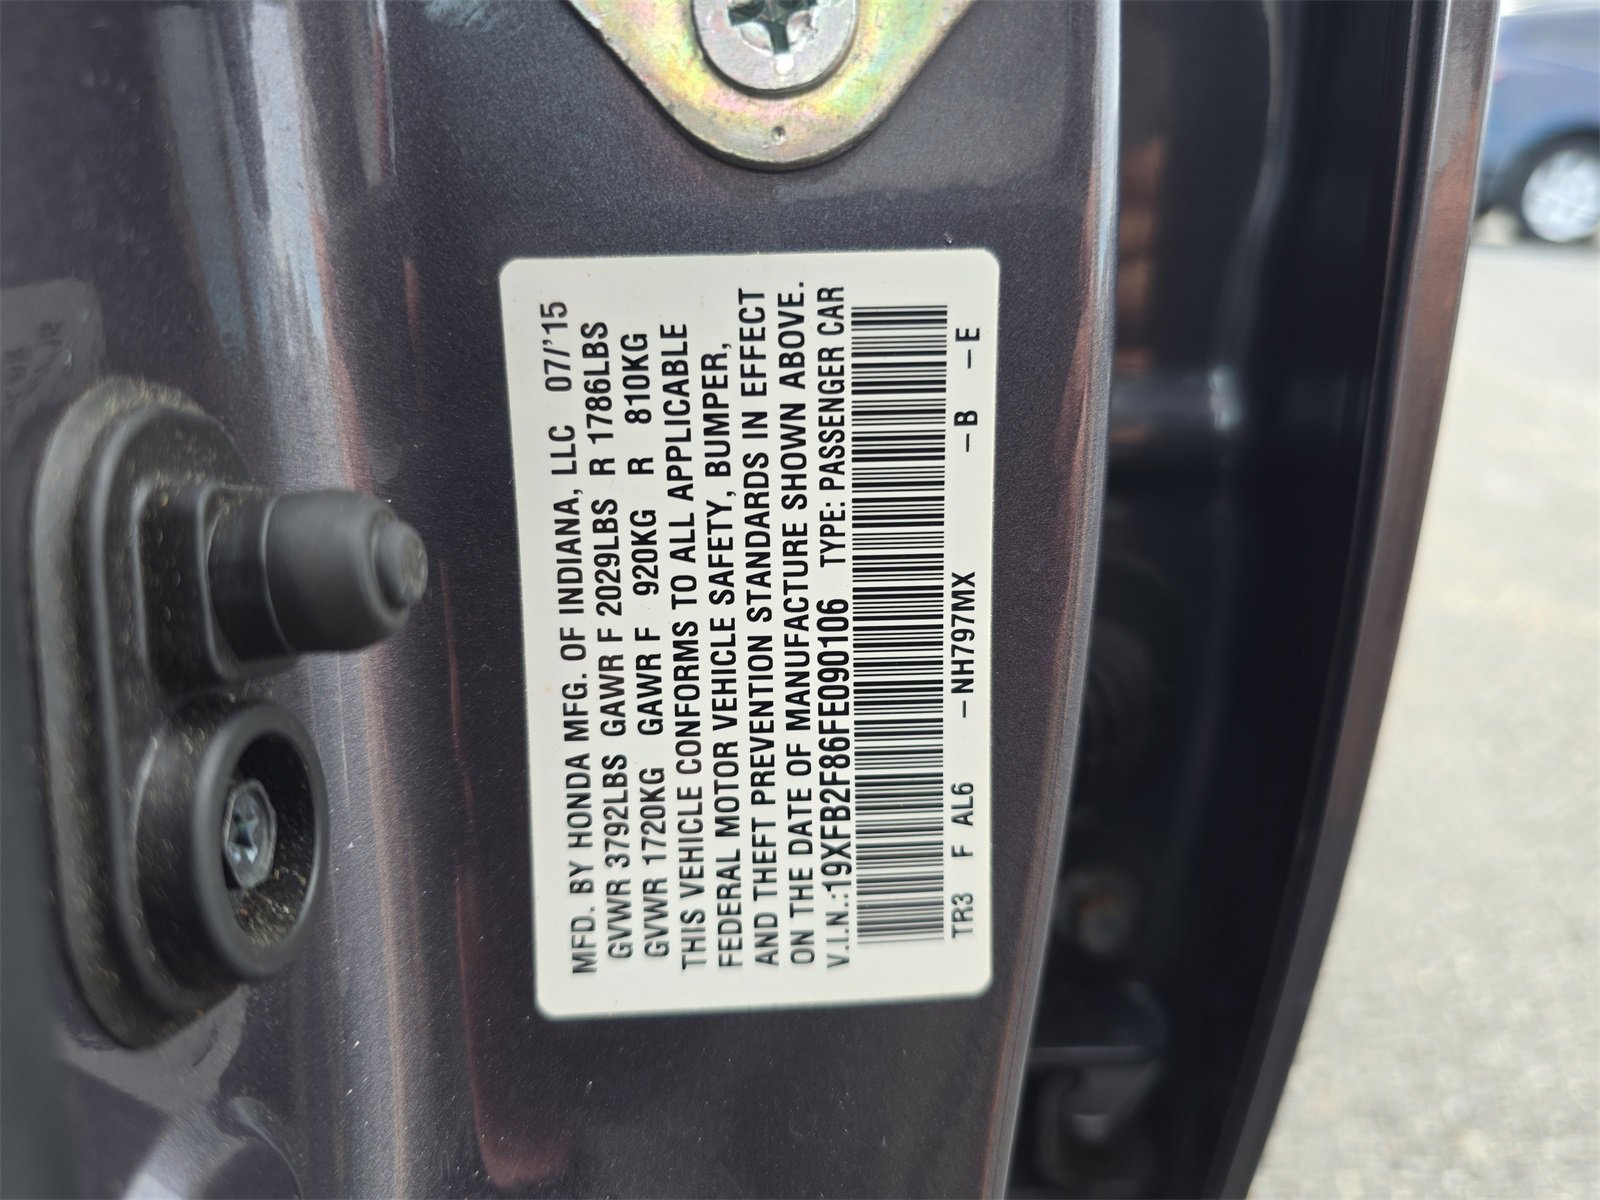 MFD. BY HONDA MFG. OF INDIANA, LLC 07/'15
GVWR 3792LBS GAWR F 2029LBS R 1786LBS
GVWR 1720KG GAWR F 920KG R 810KG
THIS VEHICLE CONFORMS TO ALL APPLICABLE
FEDERAL MOTOR VEHICLE SAFETY, BUMPER,
AND THEFT PREVENTION STANDARDS IN EFFECT
ON THE DATE OF MANUFACTURE SHOWN ABOVE.
V.I.N.:19XFB2F86FE090106 TYPE: PASSENGER CAR
TR3 F AL6 –NH797MX –B –E